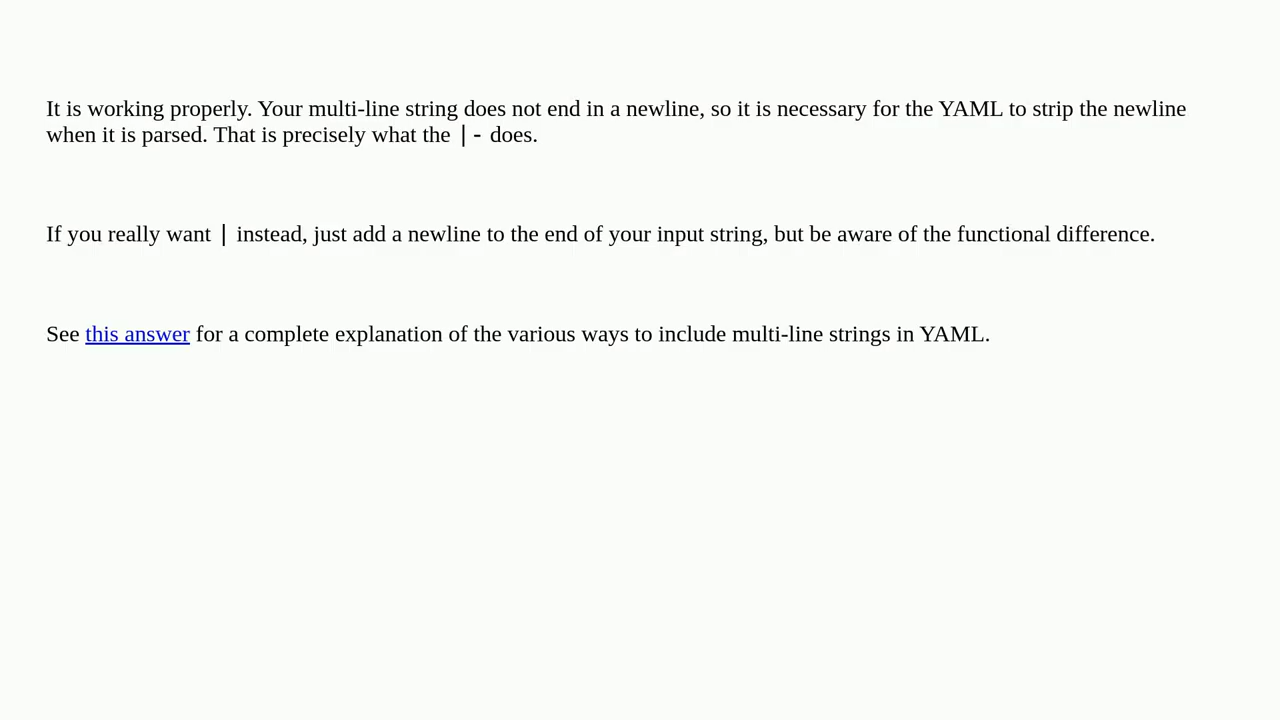 It is working properly. Your multi-line string does not end in a newline, so it is necessary for the YAML to strip the newline
when it is parsed. That is precisely what the |- does.
If you really want | instead, just add a newline to the end of your input string, but be aware of the functional difference.
See this answer for a complete explanation of the various ways to include multi-line strings in YAML.